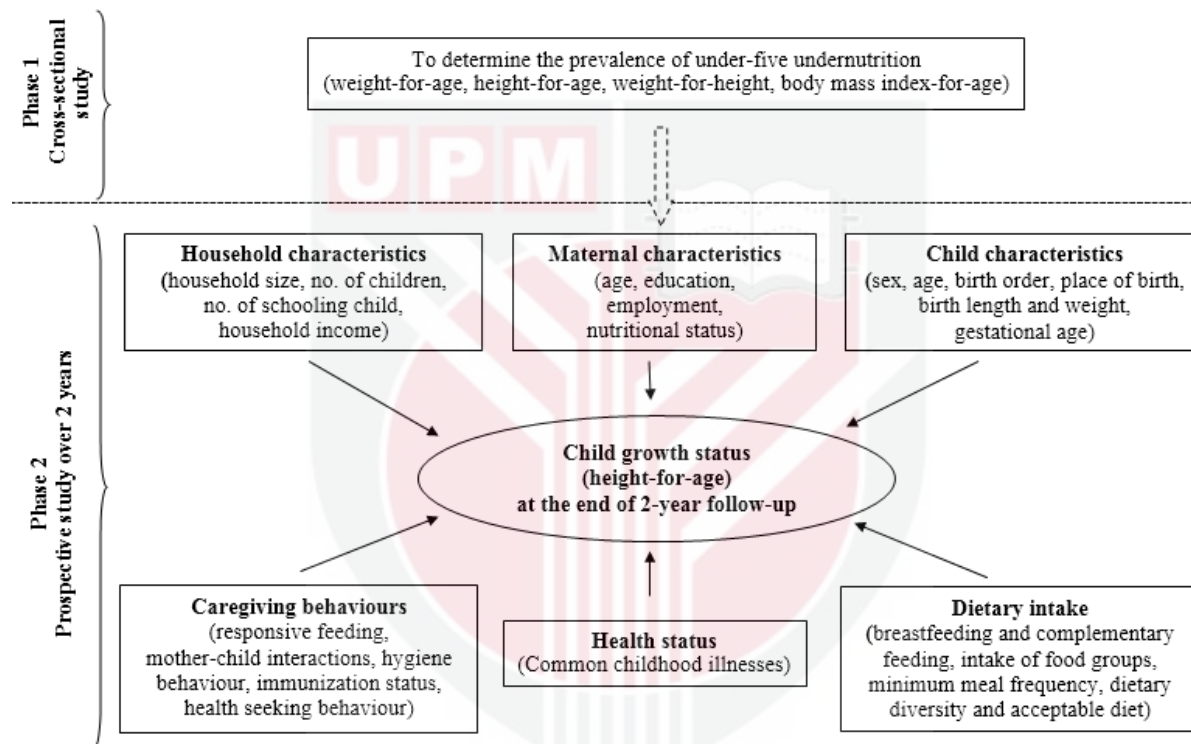 Phase 1
Cross-sectional
study
To determine the prevalence of under-five undernutrition
(weight-for-age, height-for-age, weight-for-height, body mass index-for-age)
UPM
Phase 2
Prospective study over 2 years
Household characteristics
(household size, no. of children,
no. of schooling child,
household income)
Maternal characteristics
(age, education,
employment,
nutritional status)
Child characteristics
(sex, age, birth order, place of birth,
birth length and weight,
gestational age)
Child growth status
(height-for-age)
at the end of 2-year follow-up
Caregiving behaviours
(responsive feeding,
mother-child interactions, hygiene
behaviour, immunization status,
health seeking behaviour)
Health status
(Common childhood illnesses)
Dietary intake
(breastfeeding and complementary
feeding, intake of food groups,
minimum meal frequency, dietary
diversity and acceptable diet)